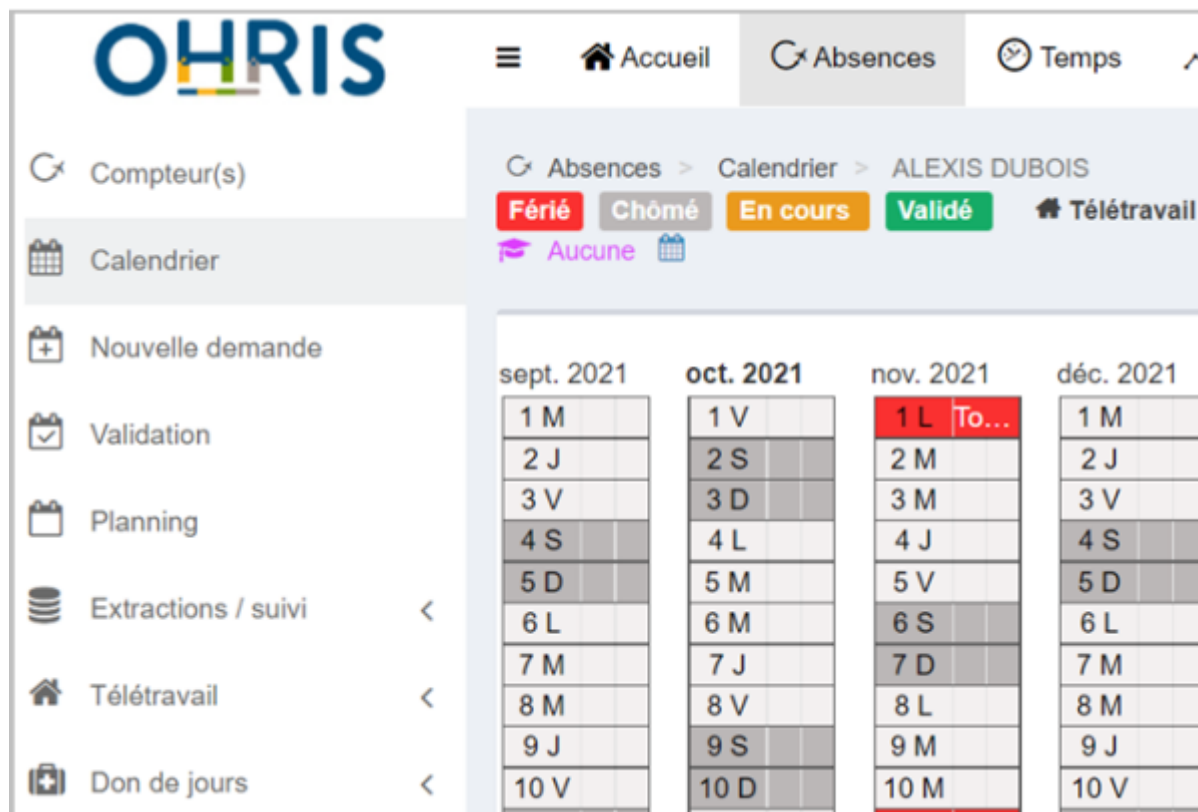 OHRIS
Accueil Absences Temps
Compteur(s)
Calendrier
Nouvelle demande
Validation
Planning
Extractions / suivi
Télétravail
Don de jours
Absences > Calendrier > ALEXIS DUBOIS
Férié Chômé En cours Validé Télétravail
Aucune
sept. 2021 oct. 2021 nov. 2021 déc. 2021
1 M 1 V 1 L To... 1 M
2 J 2 S 2 M 2 J
3 V 3 D 3 M 3 V
4 S 4 L 4 J 4 S
5 D 5 M 5 V 5 D
6 L 6 M 6 S 6 L
7 M 7 J 7 D 7 M
8 M 8 V 8 L 8 M
9 J 9 S 9 M 9 J
10 V 10 D 10 M 10 V